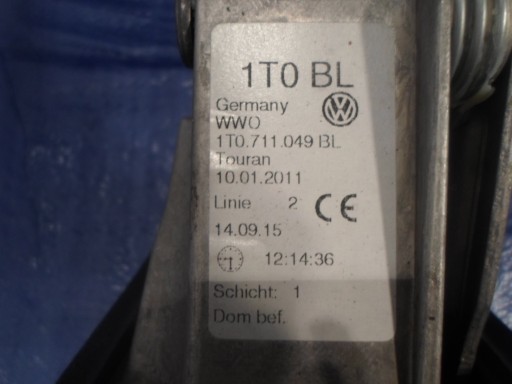 1T0 BL
Germany
WWO
1T0.711.049 BL
Touran
10.01.2011
Linie 2 CE
14.09.15
12:14:36
Schicht: 1
Dom bef.